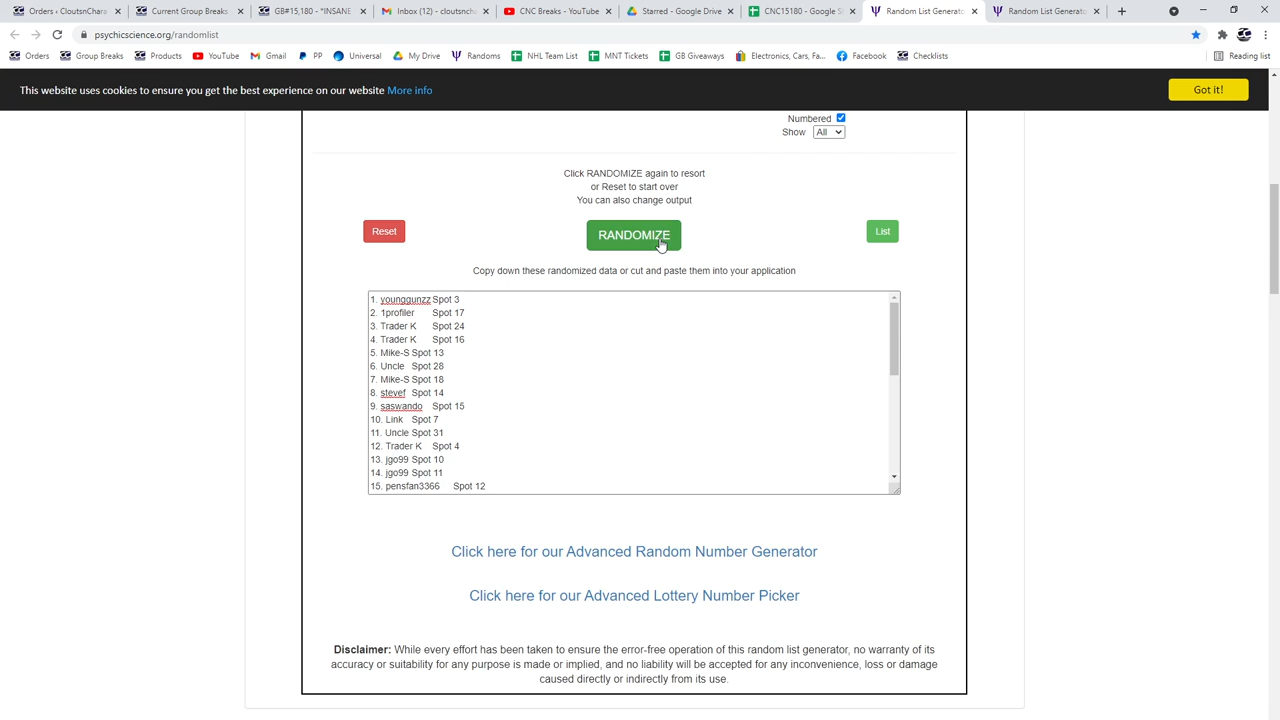 Orders < CloutsnChara
Current Group Breaks
GB#15,180 - *INSANE
Inbox (12) - cloutsnchar
CNC Breaks - YouTube
Starred - Google Drive
CNC15180 - Google S
Random List Generato
Random List Generato
psychicscience.org/randomlist
Orders
Group Breaks
Products
YouTube
Gmail
PP
Universal
My Drive
Randoms
NHL Team List
MNT Tickets
GB Giveaways
Electronics, Cars, Fa...
Facebook
Checklists
Reading list
This website uses cookies to ensure you get the best experience on our website More info
Got it!
Numbered
Show All
Click RANDOMIZE again to resort
or Reset to start over
You can also change output
Reset
RANDOMIZE
List
Copy down these randomized data or cut and paste them into your application
1. younggunzz Spot 3
2. 1profiler Spot 17
3. Trader K Spot 24
4. Trader K Spot 16
5. Mike-S Spot 13
6. Uncle Spot 28
7. Mike-S Spot 18
8. stevef Spot 14
9. saswando Spot 15
10. Link Spot 7
11. Uncle Spot 31
12. Trader K Spot 4
13. jgo99 Spot 10
14. jgo99 Spot 11
15. pensfan3366 Spot 12
Click here for our Advanced Random Number Generator
Click here for our Advanced Lottery Number Picker
Disclaimer: While every effort has been taken to ensure the error-free operation of this random list generator, no warranty of its
accuracy or suitability for any purpose is made or implied, and no liability will be accepted for any inconvenience, loss or damage
caused directly or indirectly from its use.